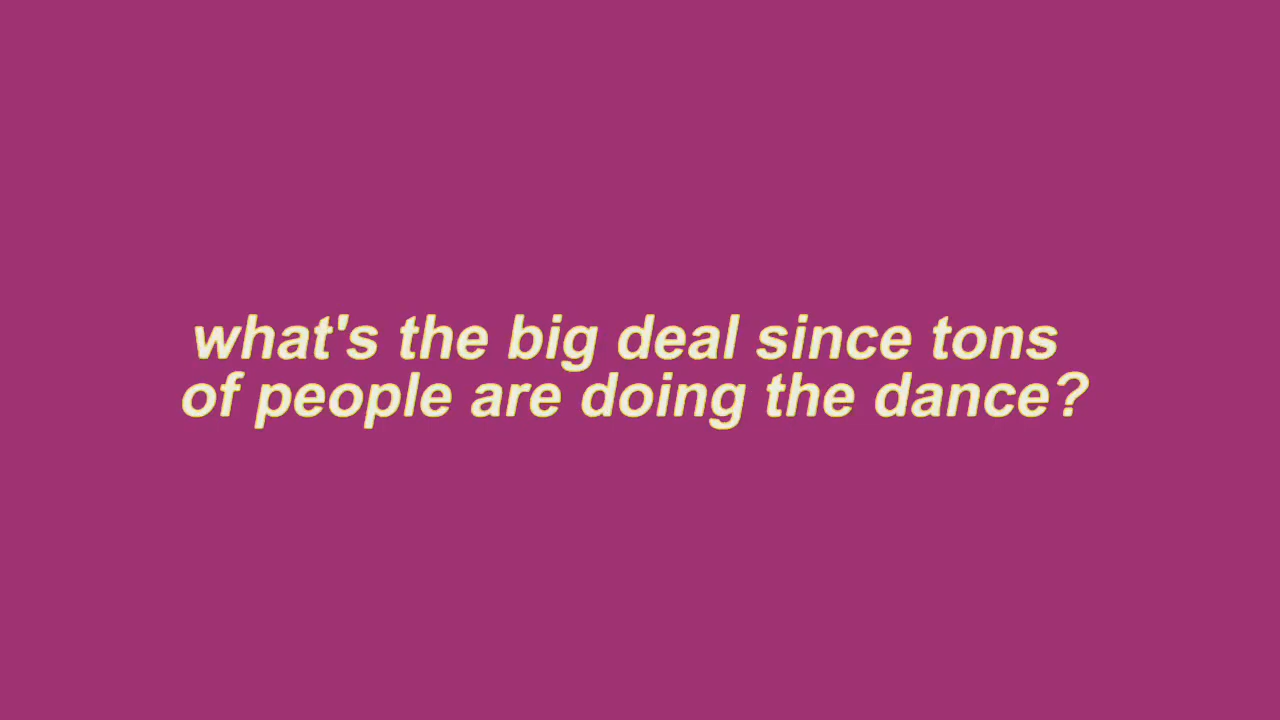 what's the big deal since tons
of people are doing the dance?